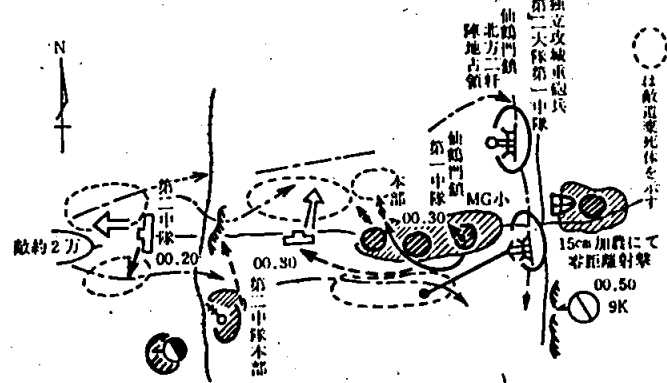 N
独立攻城重砲兵
第二大隊第一中隊
仙鶴門鎮
北方二軒
陣地占領
は敵遺棄死体を示す
仙鶴門鎮
第一中隊
本部
MG小
00.30
第一中隊
敵約2万
00.20
00.30
第二中隊本部
15cm加農にて
零距離射撃
00.50
9K